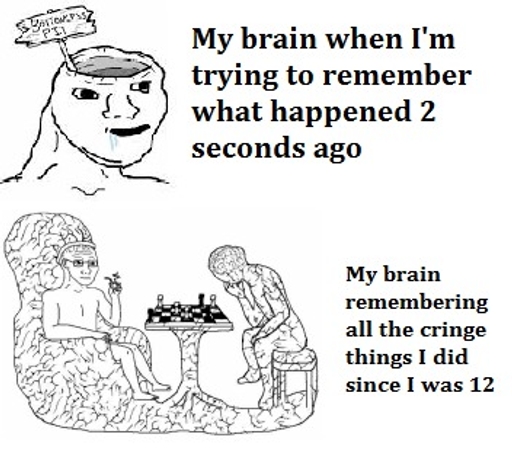 My brain when I'm
trying to remember
what happened 2
seconds ago
My brain
remembering
all the cringe
things I did
since I was 12